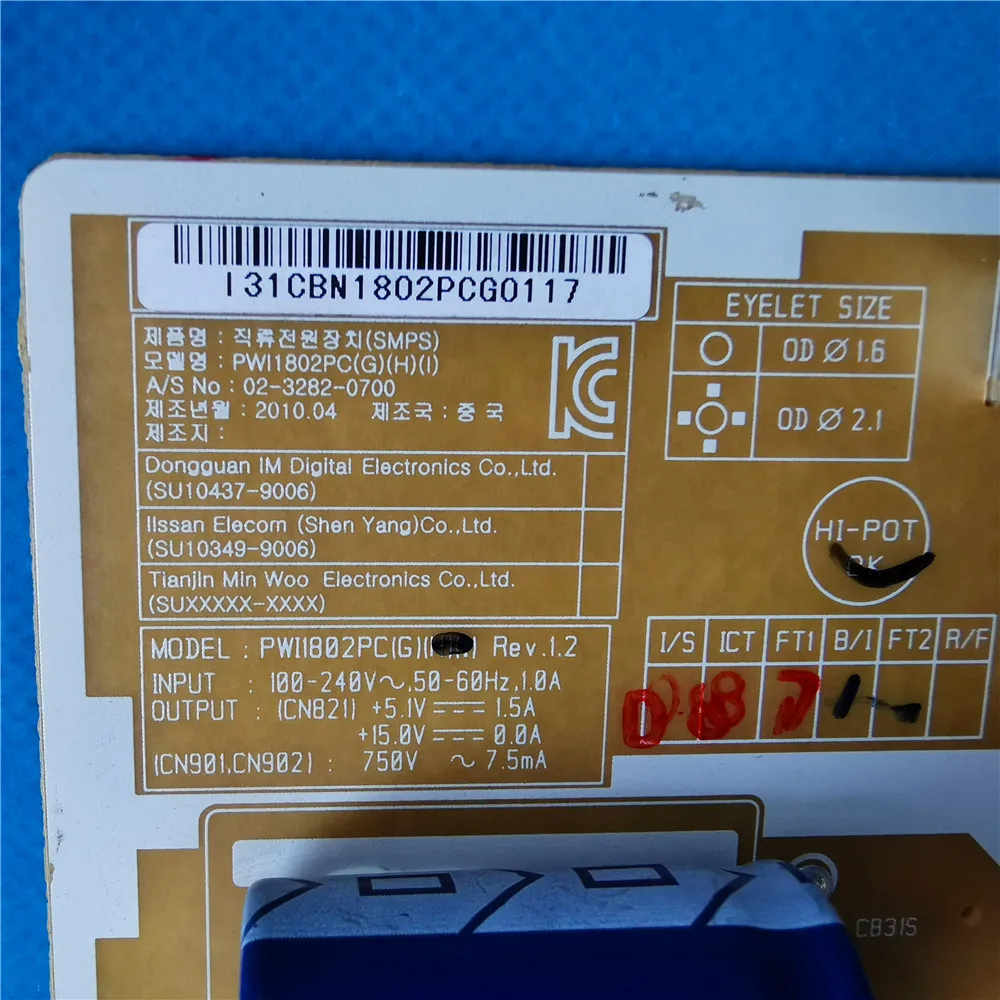 I31CBN1802PCG0117
제품명 : 직류전원장치(SMPS)
모델명 : PWI1802PC(G)(H)(I)
A/S No : 02-3282-0700
제조년월 : 2010.04 제조국 : 중국
제조지 :
Dongguan IM Digital Electronics Co.,Ltd.
(SU10437-9006)
Ilssan Elecom (Shen Yang)Co.,Ltd.
(SU10349-9006)
Tianjin Min Woo Electronics Co.,Ltd.
(SUXXXXX-XXXX)
MODEL : PWI1802PC(G)( Rev.1.2
INPUT : 100-240V~,50-60Hz,1.0A
OUTPUT : (CN821) +5.1V⎓ 1.5A
+15.0V⎓ 0.0A
(CN901,CN902) : 750V ~ 7.5mA
EYELET SIZE
OD Ø 1.6
OD Ø 2.1
HI-POT
OK
I/S ICT FT1 B/I FT2 R/F
C831S